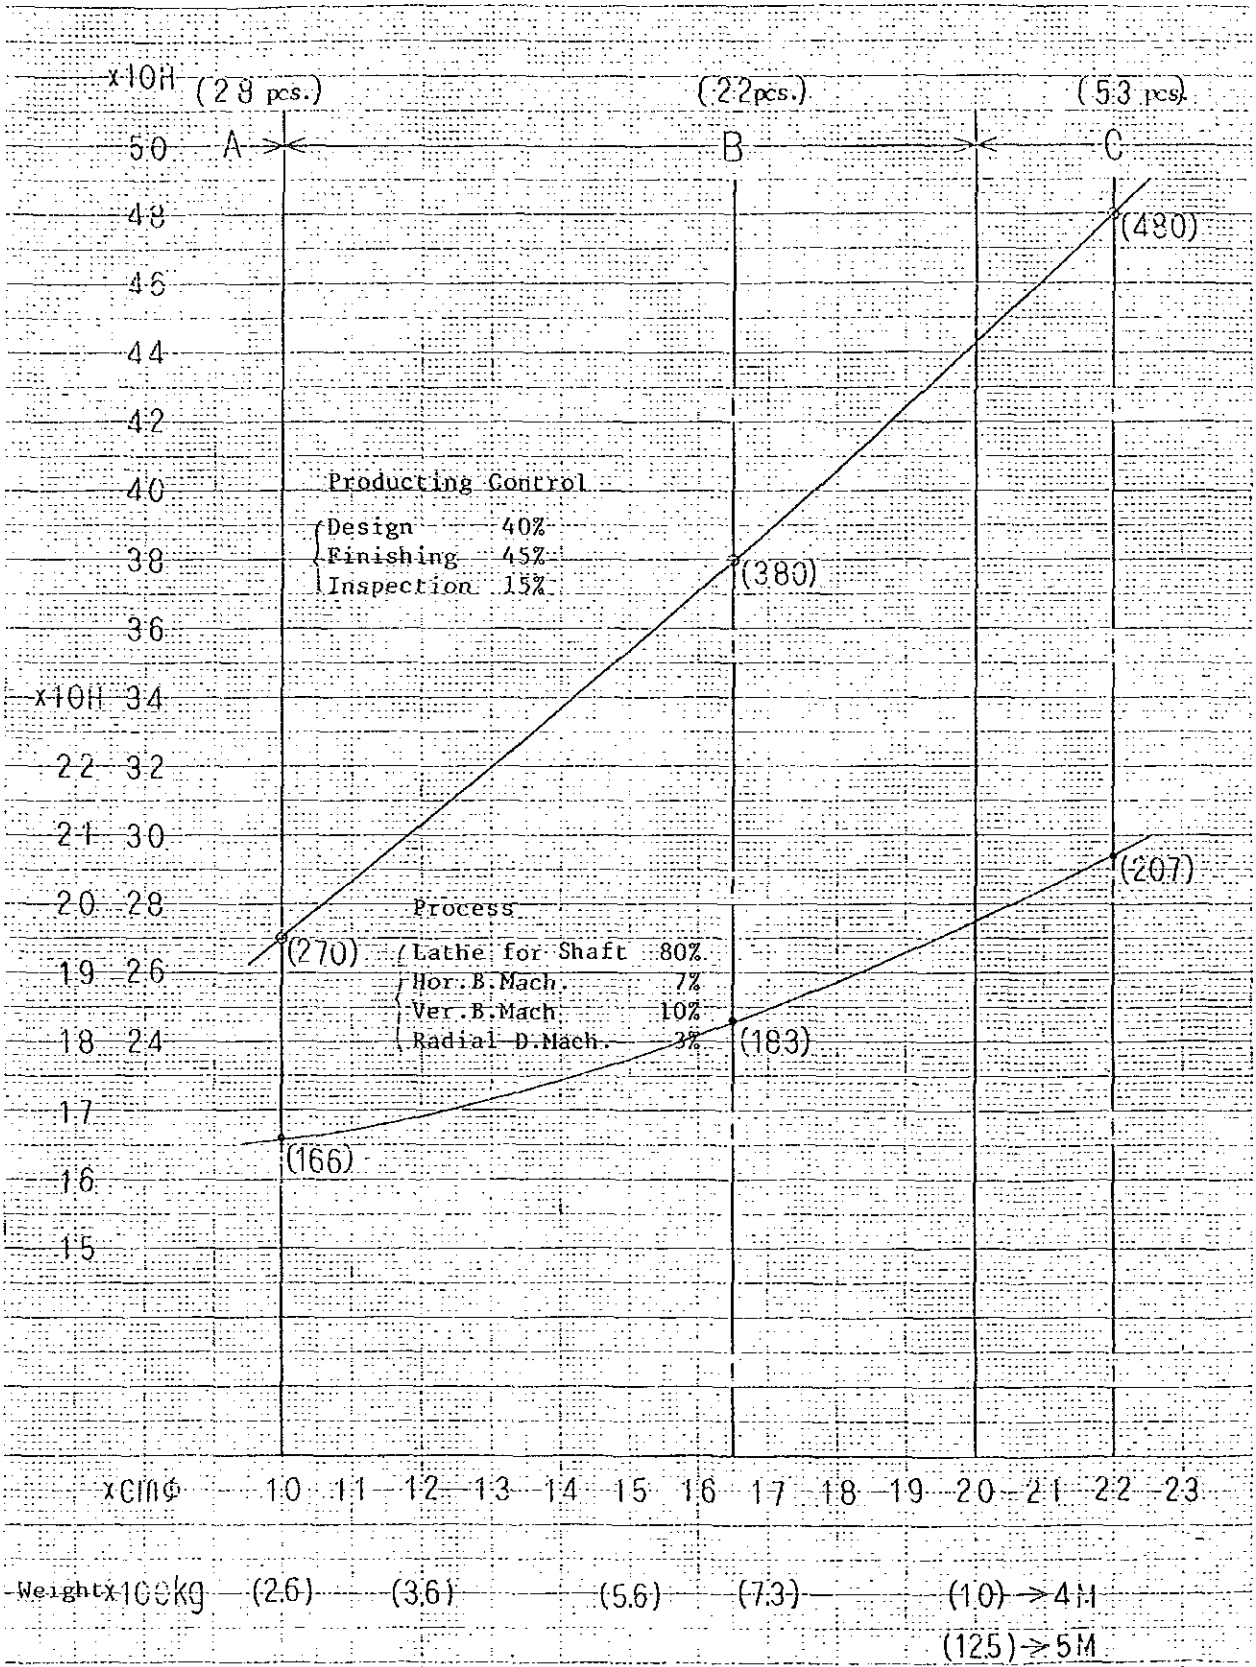 x10H (28 pcs.) (22pcs.) (53 pcs).
50 A B C
48
(480)
46
44
42
40 Producting Control
Design 40%
38 Finishing 45%
(380)
Inspection 15%
36
x10H 34
22 32
21 30
(207)
20 28 Process
(270) Lathe for Shaft 80%
19 26
Hor.B.Mach. 7%
Ver.B.Mach 10%
18 24 Radial D.Mach. 3% (183)
17
(166)
16
15
xcmφ 10 11 12 13 14 15 16 17 18 19 20 21 22 23
Weight x100kg (2.6) (3.6) (5.6) (7.3) (10) → 4M
(125) → 5M